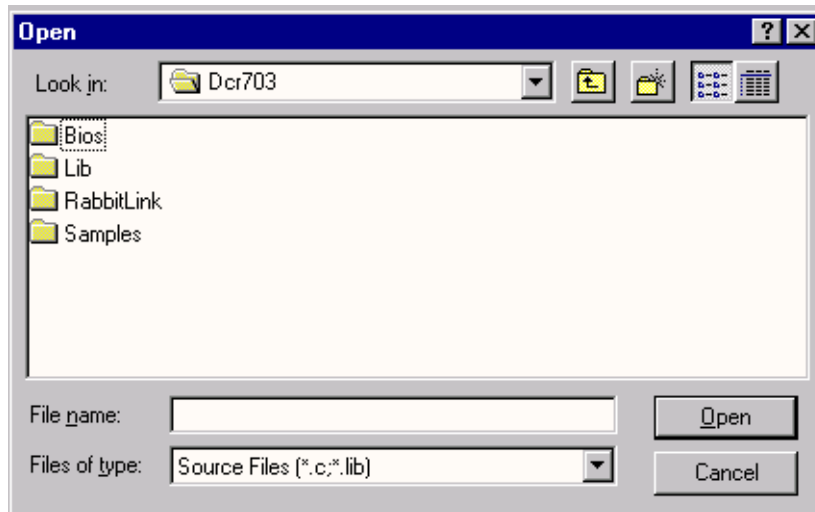 Open
Look in: Dcr703
Bios
Lib
RabbitLink
Samples
File name: Open
Files of type: Source Files (*.c;*.lib) Cancel